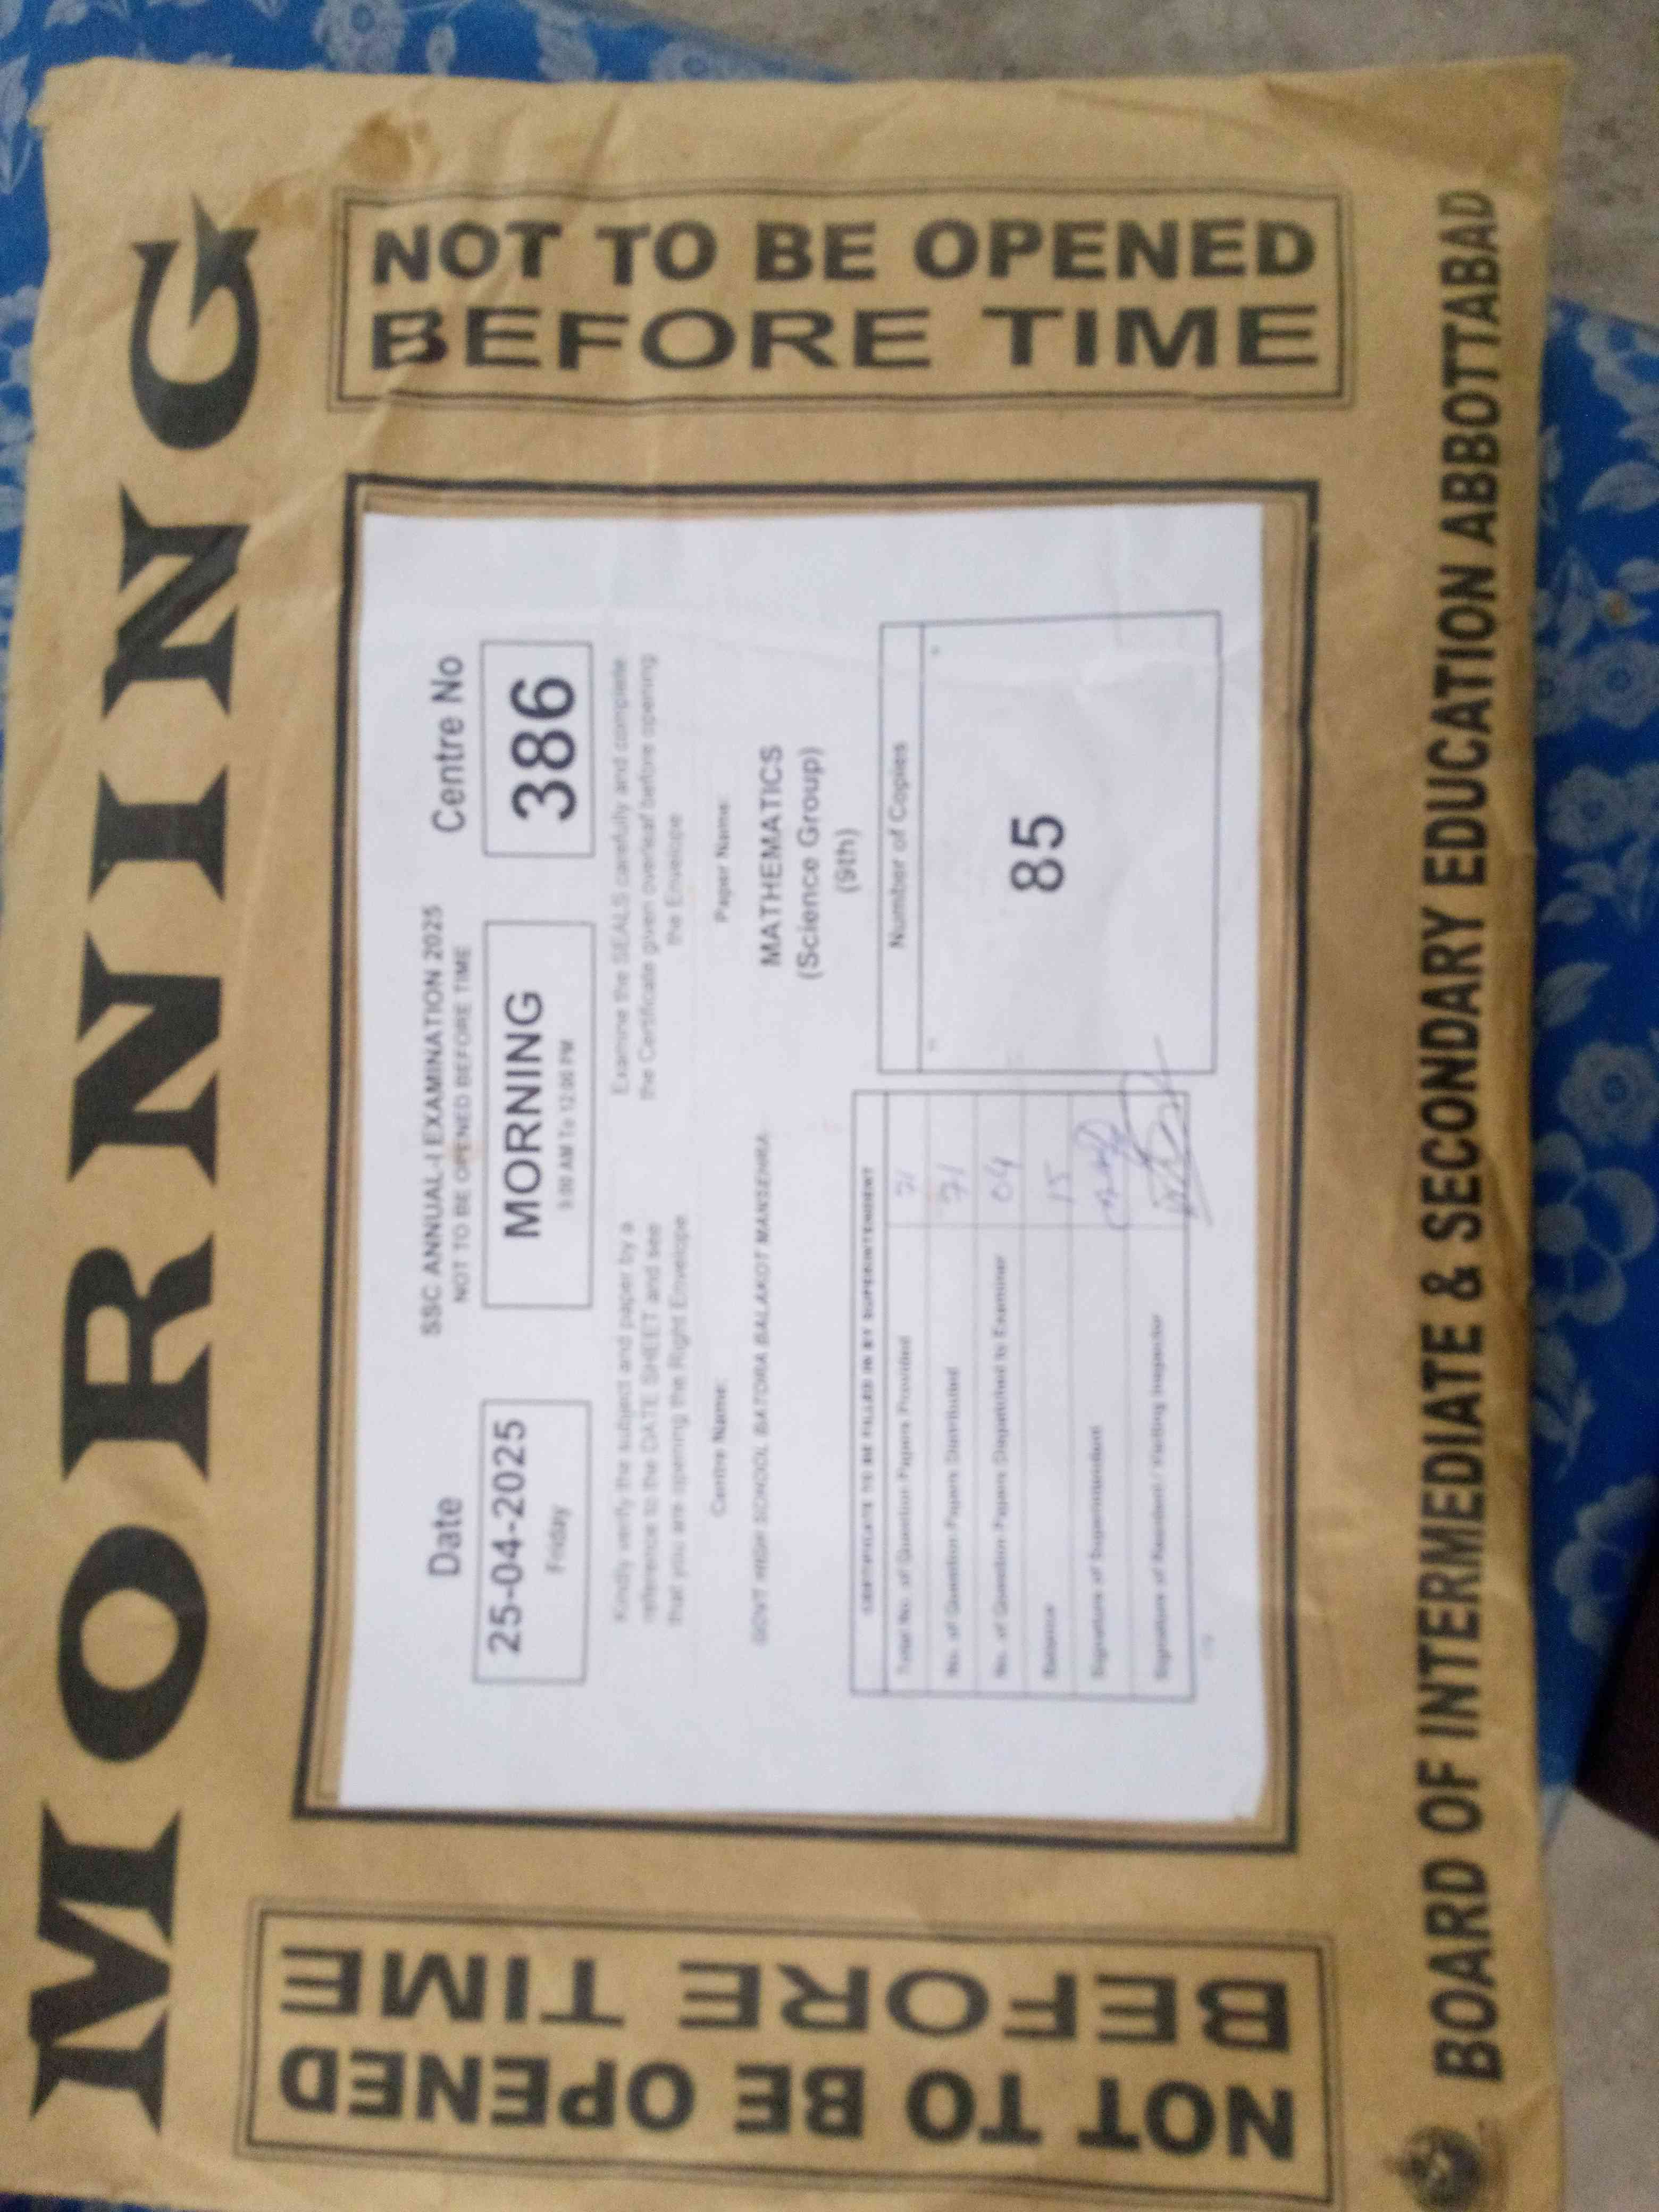 MORNING
NOT TO BE OPENED
BEFORE TIME
Date
25-04-2025
Friday
SSC ANNUAL-I EXAMINATION 2025
NOT TO BE OPENED BEFORE TIME
MORNING
9:00 AM To 12:00 PM
Centre No
386
Kindly verify the subject and paper by a
reference to the DATE SHEET and see
that you are opening the Right Envelope
Examine the SEALS carefully and complete
the Certificate given overleaf before opening
the Envelope
Centre Name:
GOVT HIGH SCHOOL BATORA BALAKOT MANSEHRA
Paper Name:
MATHEMATICS
(Science Group)
(9th)
CERTIFICATE TO BE FILLED IN BY SUPERINTENDENT
Total No. of Question Papers Provided 71
No. of Question Papers Distributed 71
No. of Question Papers Dispatched to Examiner 04
Balance 15
Signature of Superintendent
Signature of Resident / Visiting Inspector
Number of Copies
85
NOT TO BE OPENED
BEFORE TIME
BOARD OF INTERMEDIATE & SECONDARY EDUCATION ABBOTTABAD